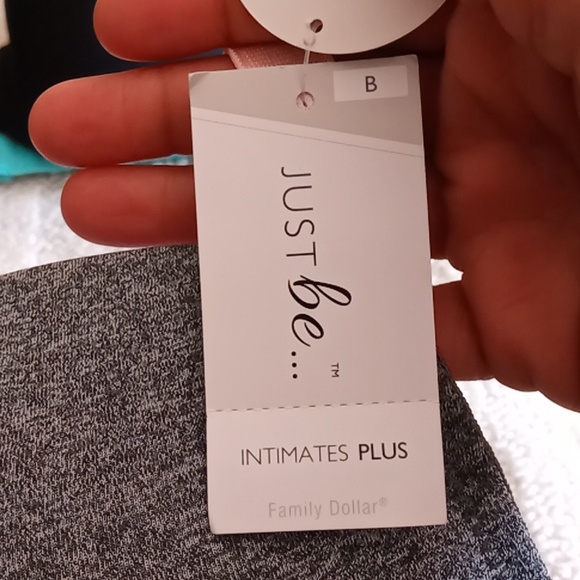 B
JUST be...™
INTIMATES PLUS
Family Dollar®